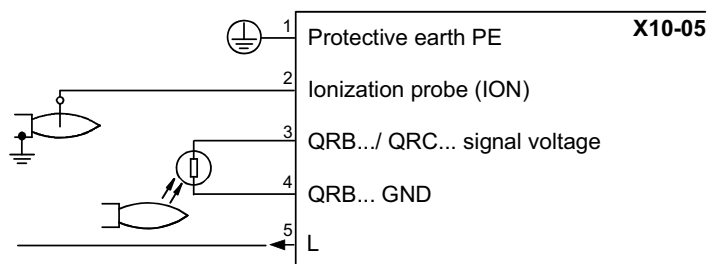 X10-05
1 Protective earth PE
2 Ionization probe (ION)
3 QRB.../ QRC... signal voltage
4 QRB... GND
5 L